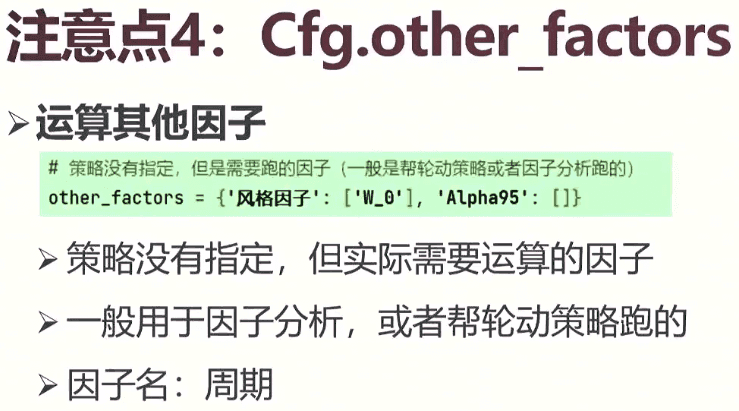 注意点4：Cfg.other_factors
➢运算其他因子
# 策略没有指定，但是需要跑的因子（一般是帮轮动策略或者因子分析跑的）
other_factors = {'风格因子': ['W_0'], 'Alpha95': []}
➢策略没有指定，但实际需要运算的因子
➢一般用于因子分析，或者帮轮动策略跑的
➢因子名：周期